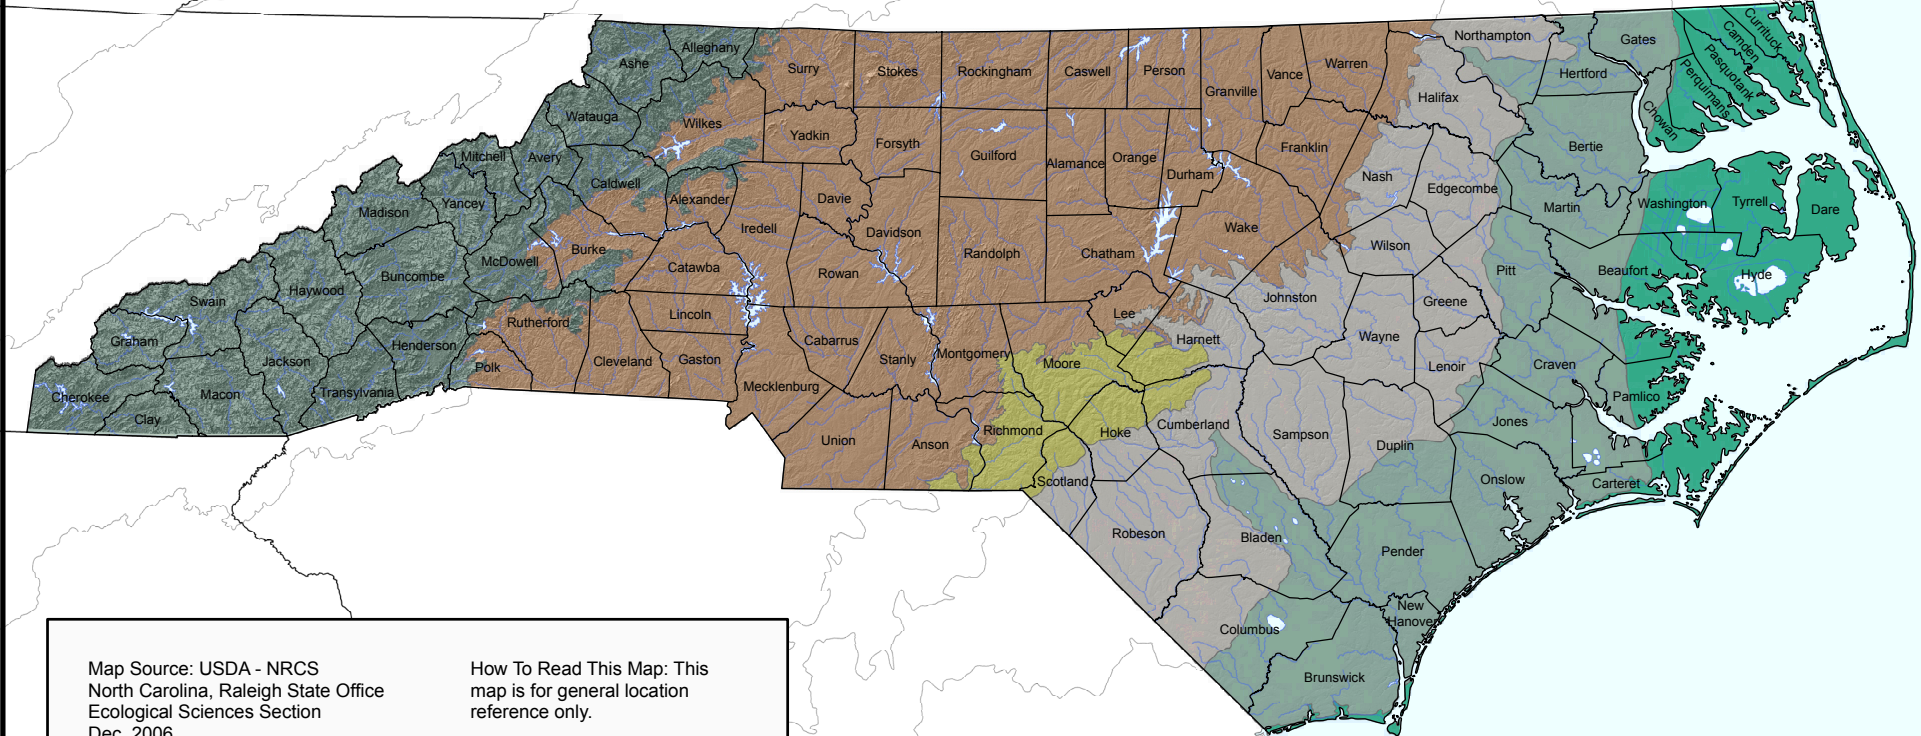 Alleghany
Ashe
Surry
Stokes
Rockingham
Caswell
Person
Granville
Vance
Warren
Northampton
Gates
Currituck
Camden
Pasquotank
Perquimans
Chowan
Hertford
Halifax
Watauga
Wilkes
Yadkin
Forsyth
Guilford
Alamance
Orange
Durham
Franklin
Nash
Edgecombe
Bertie
Martin
Washington
Tyrrell
Dare
Mitchell
Avery
Caldwell
Alexander
Davie
Iredell
Davidson
Randolph
Chatham
Wake
Wilson
Pitt
Beaufort
Hyde
Madison
Yancey
Burke
McDowell
Catawba
Rowan
Johnston
Greene
Buncombe
Haywood
Swain
Graham
Jackson
Henderson
Rutherford
Polk
Cleveland
Lincoln
Gaston
Cabarrus
Stanly
Montgomery
Moore
Lee
Harnett
Wayne
Lenoir
Craven
Pamlico
Cherokee
Clay
Macon
Transylvania
Mecklenburg
Union
Anson
Richmond
Hoke
Cumberland
Sampson
Duplin
Jones
Onslow
Carteret
Scotland
Robeson
Bladen
Pender
New
Hanover
Columbus
Brunswick
Map Source: USDA - NRCS
North Carolina, Raleigh State Office
Ecological Sciences Section
Dec. 2006
How To Read This Map: This
map is for general location
reference only.